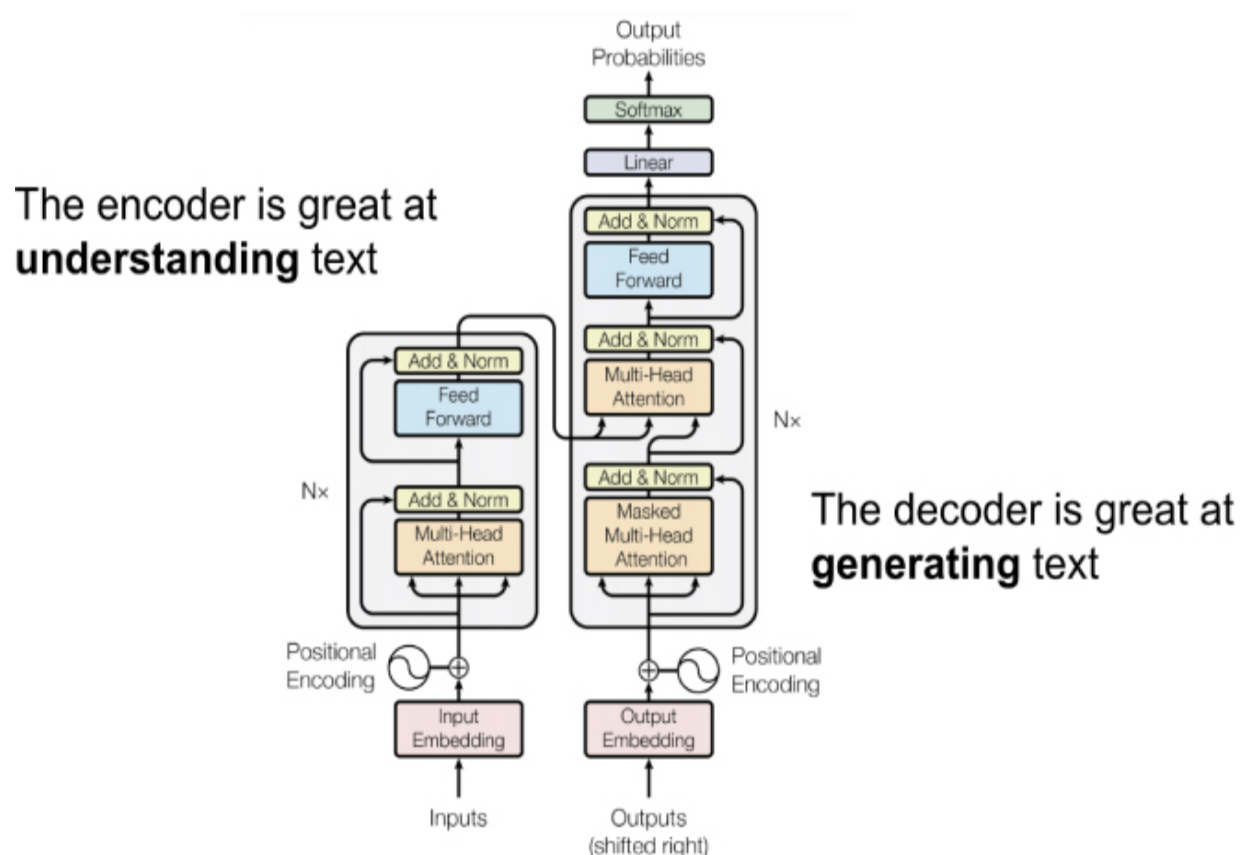 Output
Probabilities
Softmax
Linear
The encoder is great at
understanding text
Add & Norm
Feed
Forward
Add & Norm
Multi-Head
Attention
Nx
Add & Norm
Masked
Multi-Head
Attention
Add & Norm
Feed
Forward
Nx
Add & Norm
Multi-Head
Attention
The decoder is great at
generating text
Positional
Encoding
Positional
Encoding
Input
Embedding
Output
Embedding
Inputs
Outputs
(shifted right)